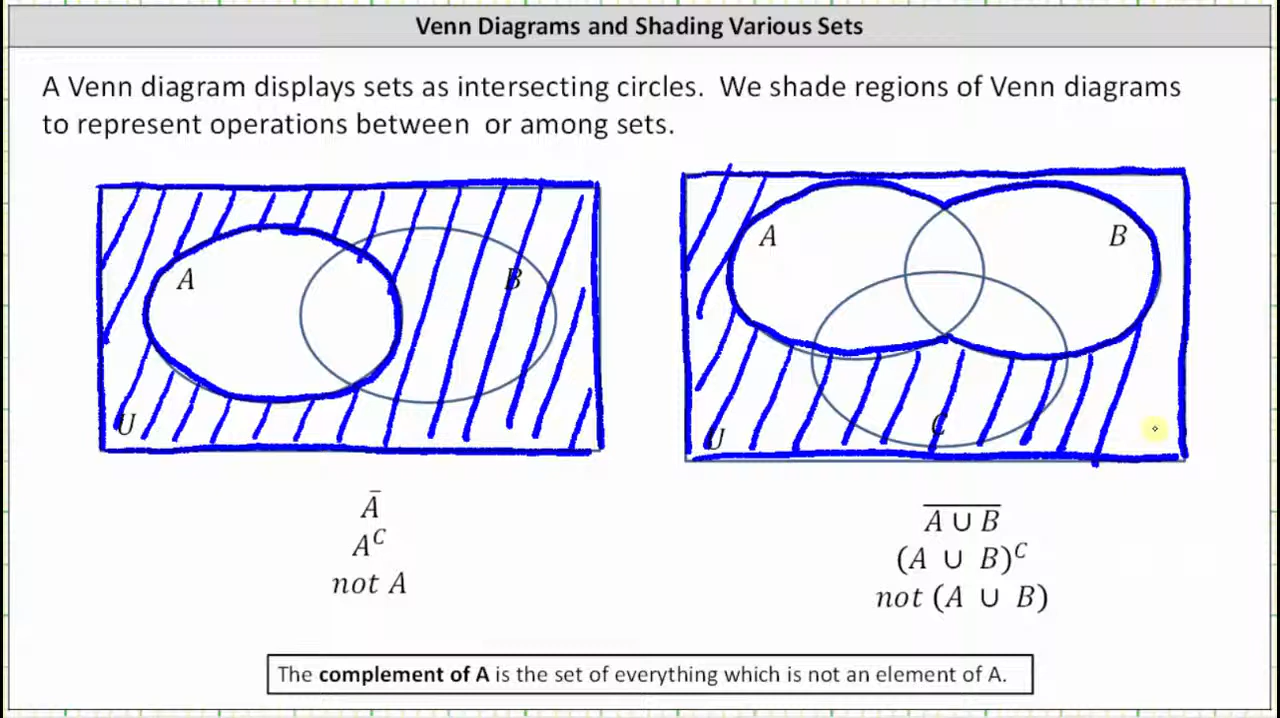 Venn Diagrams and Shading Various Sets
A Venn diagram displays sets as intersecting circles. We shade regions of Venn diagrams
to represent operations between or among sets.
A B
U
A B
C
U
A̅
Aᶜ
not A
A̅ ̅∪̅ ̅B̅
(A ∪ B)ᶜ
not (A ∪ B)
The complement of A is the set of everything which is not an element of A.